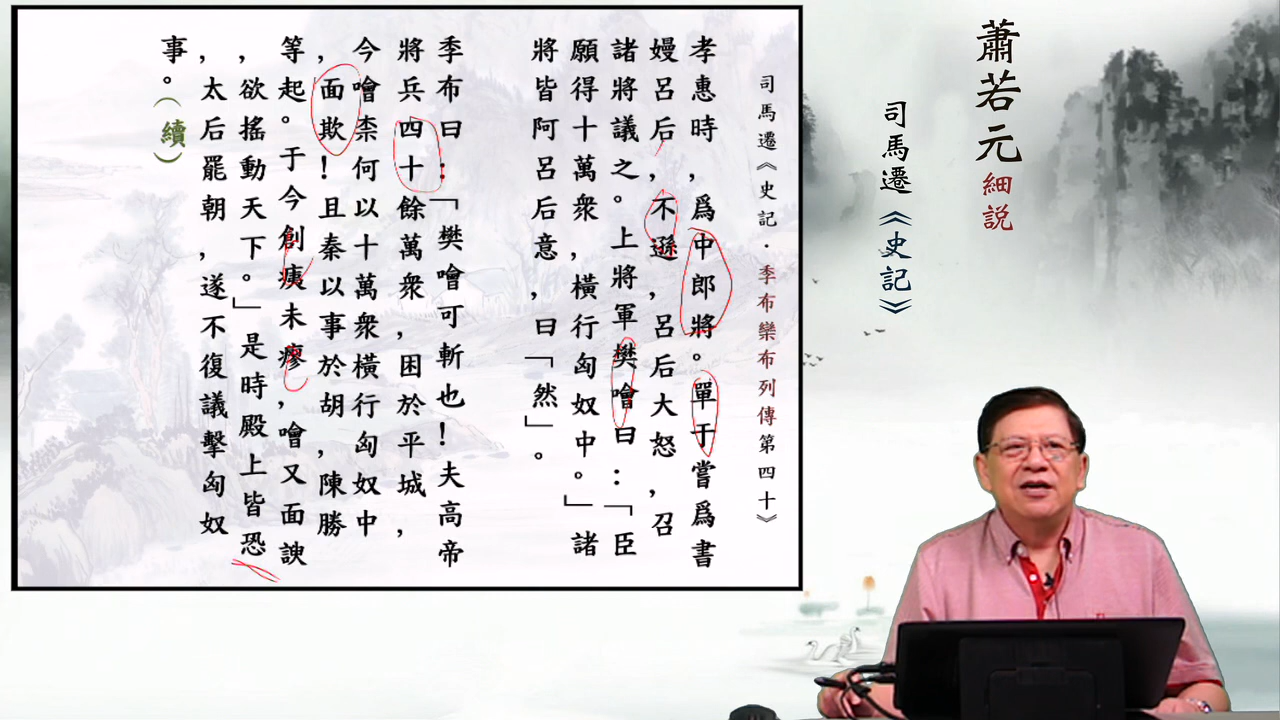 蕭若元細説
司馬遷《史記》
司馬遷《史記．季布欒布列傳第四十》
孝惠時，爲中郎將。單于嘗爲書
嫚呂后，不遜，呂后大怒，召
諸將議之。上將軍樊噲曰：「臣
願得十萬衆，橫行匈奴中。」諸
將皆阿呂后意，曰「然」。
季布曰：「樊噲可斬也！夫高帝
將兵四十餘萬衆，困於平城，
今噲柰何以十萬衆橫行匈奴中
，面欺！且秦以事於胡，陳勝
等起。于今創痍未瘳，噲又面諛
，欲搖動天下。」是時殿上皆恐
，太后罷朝，遂不復議擊匈奴
事。（續）